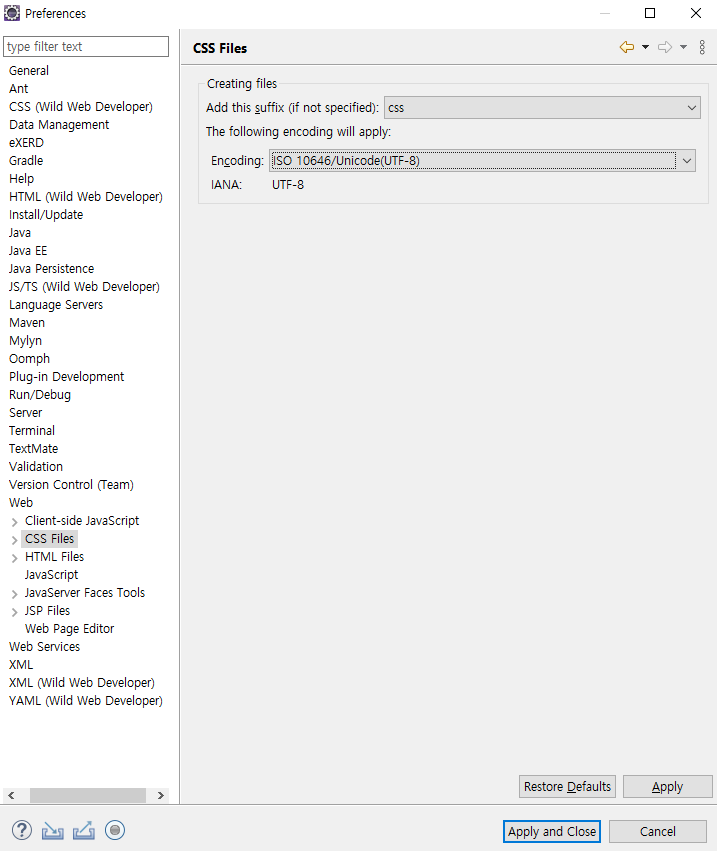 Preferences
type filter text
General
Ant
CSS (Wild Web Developer)
Data Management
eXERD
Gradle
Help
HTML (Wild Web Developer)
Install/Update
Java
Java EE
Java Persistence
JS/TS (Wild Web Developer)
Language Servers
Maven
Mylyn
Oomph
Plug-in Development
Run/Debug
Server
Terminal
TextMate
Validation
Version Control (Team)
Web
Client-side JavaScript
CSS Files
HTML Files
JavaScript
JavaServer Faces Tools
JSP Files
Web Page Editor
Web Services
XML
XML (Wild Web Developer)
YAML (Wild Web Developer)
CSS Files
Creating files
Add this suffix (if not specified): css
The following encoding will apply:
Encoding: ISO 10646/Unicode(UTF-8)
IANA: UTF-8
Restore Defaults Apply
Apply and Close Cancel